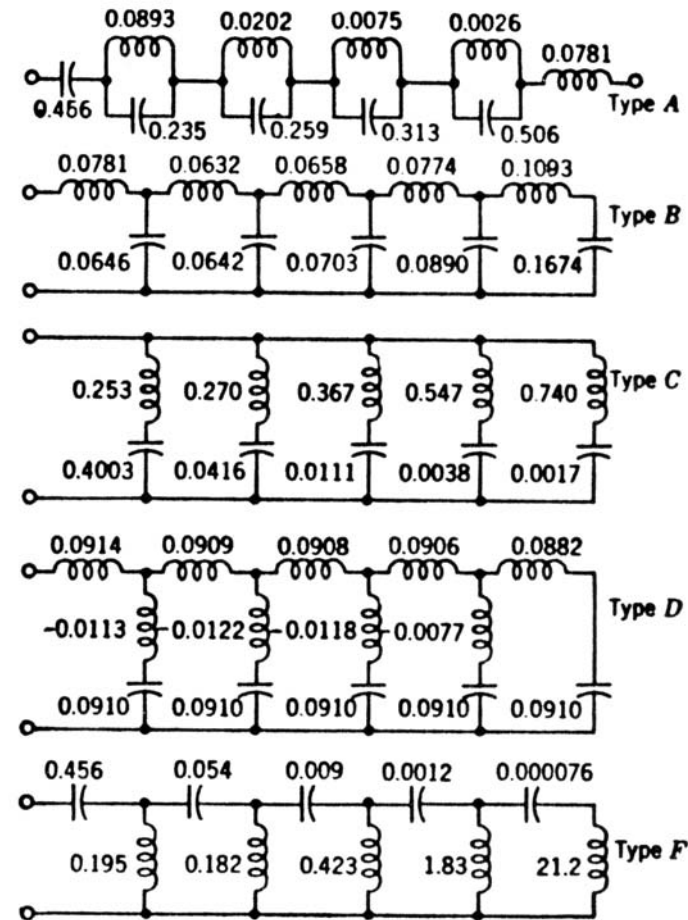 0.0893 0.0202 0.0075 0.0026
0.0781
0.456 0.235 0.259 0.313 0.506 Type A
0.0781 0.0632 0.0658 0.0774 0.1093
Type B
0.0646 0.0642 0.0703 0.0890 0.1674
0.253 0.270 0.367 0.547 0.740 Type C
0.4003 0.0416 0.0111 0.0038 0.0017
0.0914 0.0909 0.0908 0.0906 0.0882
-0.0113 -0.0122 -0.0118 -0.0077 Type D
0.0910 0.0910 0.0910 0.0910 0.0910
0.456 0.054 0.009 0.0012 0.000076
0.195 0.182 0.423 1.83 21.2 Type F